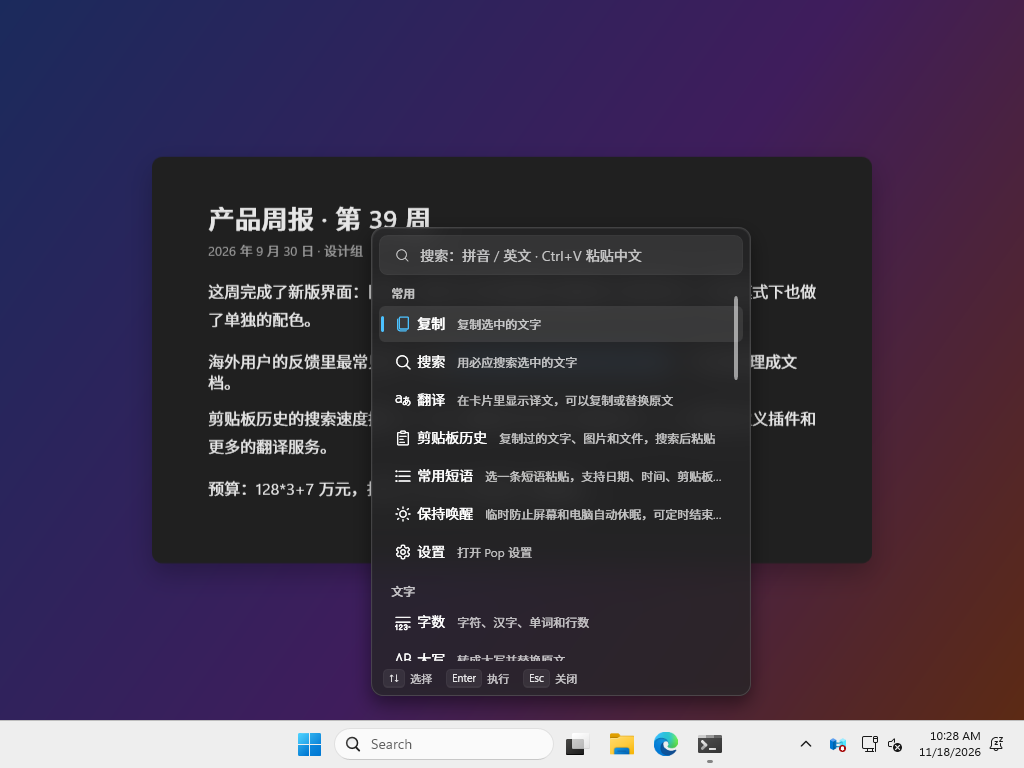 产品周报 · 第 39 周
2026 年 9 月 30 日 · 设计组
这周完成了新版界面：
式下也做
了单独的配色。
海外用户的反馈里最常
理成文
档。
剪贴板历史的搜索速度
义插件和
更多的翻译服务。
预算：128*3+7 万元，
搜索：拼音 / 英文 · Ctrl+V 粘贴中文
常用
复制 复制选中的文字
搜索 用必应搜索选中的文字
翻译 在卡片里显示译文，可以复制或替换原文
剪贴板历史 复制过的文字、图片和文件，搜索后粘贴
常用短语 选一条短语粘贴，支持日期、时间、剪贴板...
保持唤醒 临时防止屏幕和电脑自动休眠，可定时结束...
设置 打开 Pop 设置
文字
字数 字符、汉字、单词和行数
大写 转成大写并替换原文
↑↓ 选择 Enter 执行 Esc 关闭
Search
10:28 AM
11/18/2026